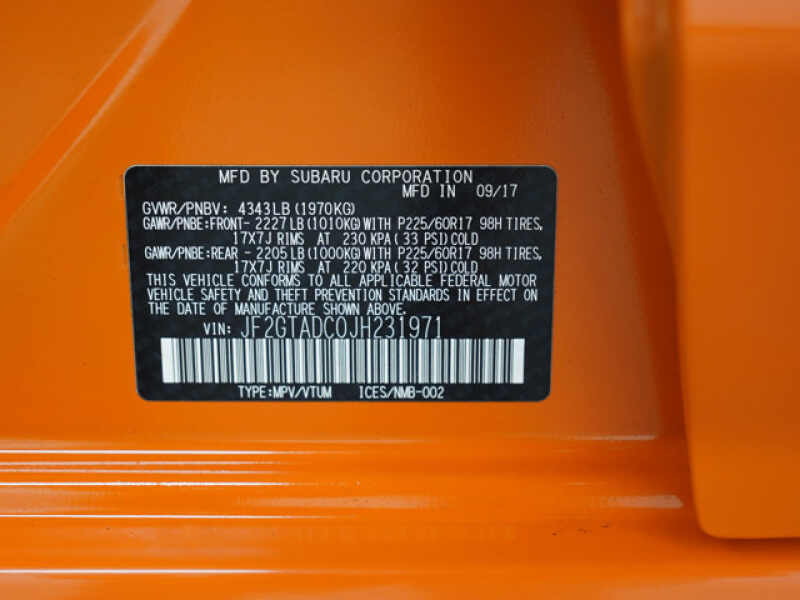 MFD BY SUBARU CORPORATION
MFD IN 09/17
GVWR/PNBV: 4343LB(1970KG)
GAWR/PNBE:FRONT- 2227LB(1010KG)WITH P225/60R17 98H TIRES,
17X7J RIMS AT 230 KPA(33 PSI)COLD
GAWR/PNBE:REAR - 2205LB(1000KG)WITH P225/60R17 98H TIRES,
17X7J RIMS AT 220 KPA(32 PSI)COLD
THIS VEHICLE CONFORMS TO ALL APPLICABLE FEDERAL MOTOR
VEHICLE SAFETY AND THEFT PREVENTION STANDARDS IN EFFECT ON
THE DATE OF MANUFACTURE SHOWN ABOVE.
VIN: JF2GTADC0JH231971
TYPE:MPV/VTUM ICES/NMB-002